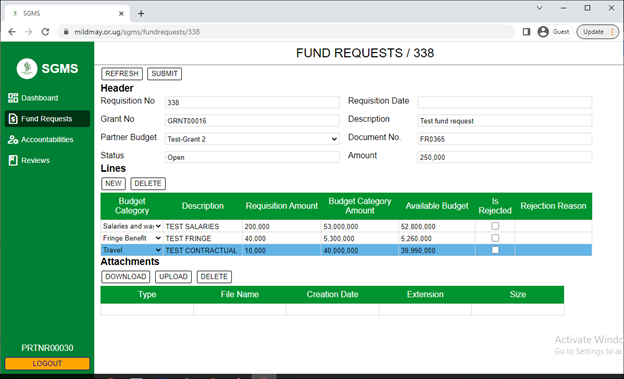 SGMS
mildmay.or.ug/sgms/fundrequests/338
Guest
Update
SGMS
Dashboard
Fund Requests
Accountabilities
Reviews
PRTNR00030
LOGOUT
FUND REQUESTS / 338
REFRESH SUBMIT
Header
Requisition No 338 Requisition Date
Grant No GRNT00016 Description Test fund request
Partner Budget Test-Grant 2 Document No. FR0365
Status Open Amount 250,000
Lines
NEW DELETE
Budget Category Description Requisition Amount Budget Category Amount Available Budget Is Rejected Rejection Reason
Salaries and wag TEST SALARIES 200,000 53,000,000 52,800,000
Fringe Benefit TEST FRINGE 40,000 5,300,000 5,260,000
Travel TEST CONTRACTUAL 10,000 40,000,000 39,990,000
Attachments
DOWNLOAD UPLOAD DELETE
Type File Name Creation Date Extension Size
Activate Windo
Go to Settings to ac